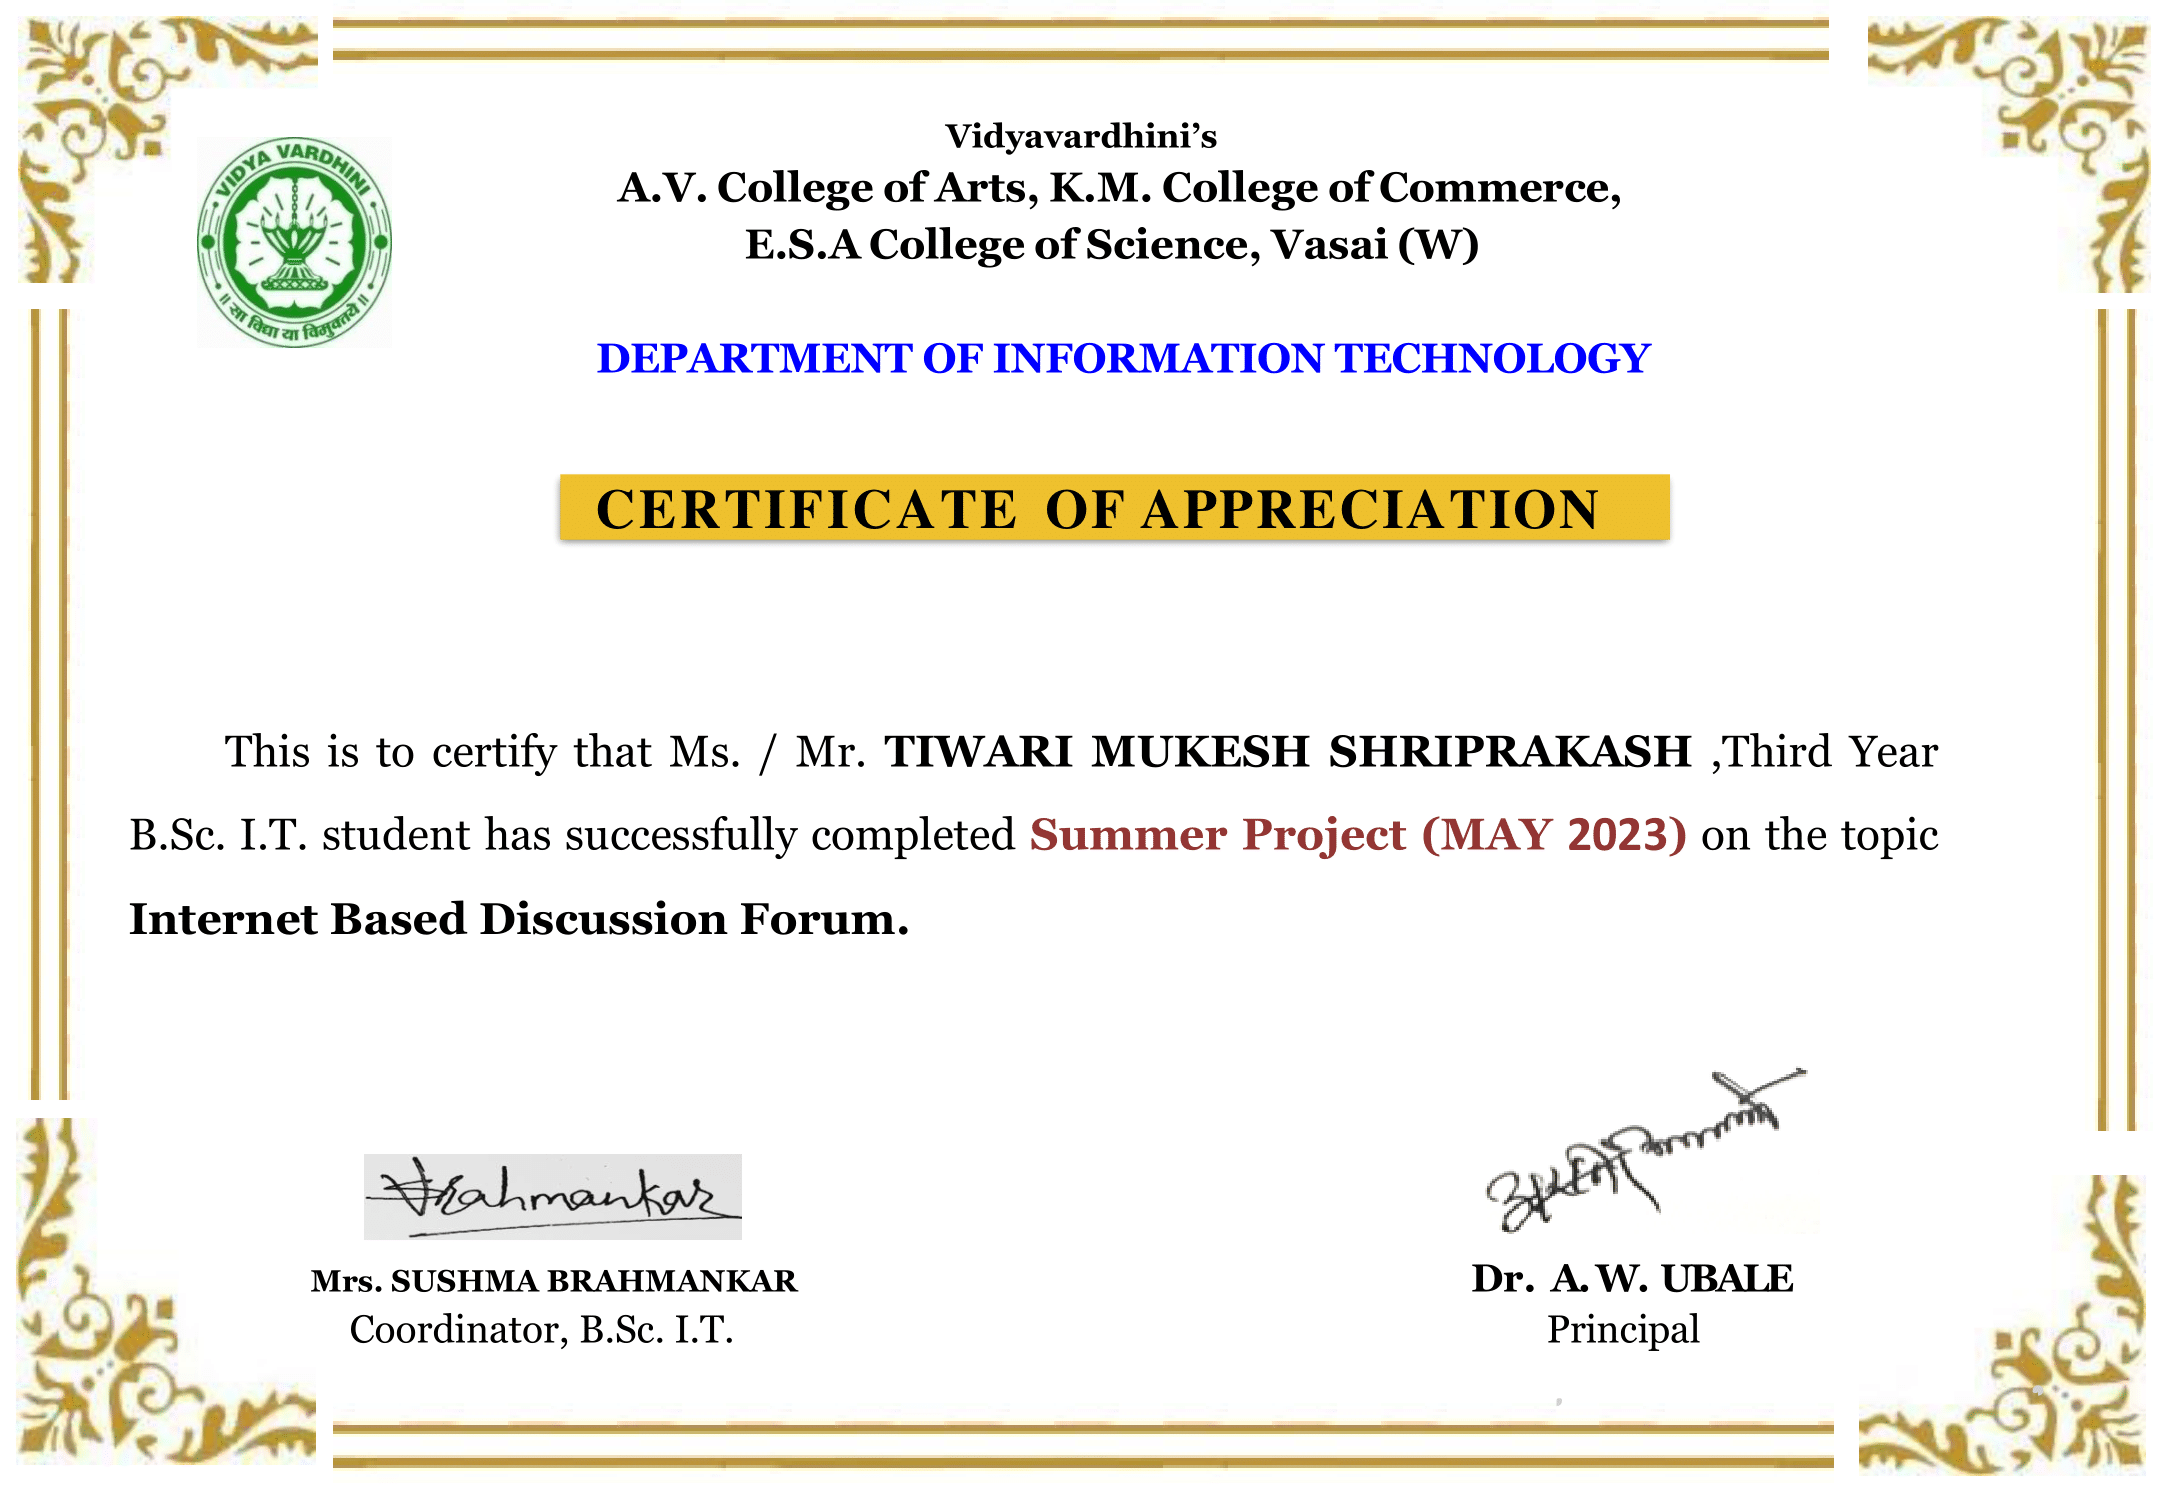 Vidyavardhini’s
A.V. College of Arts, K.M. College of Commerce,
E.S.A College of Science, Vasai (W)
VIDYA VARDHINI
॥ सा विद्या या विमुक्तये ॥
DEPARTMENT OF INFORMATION TECHNOLOGY
CERTIFICATE OF APPRECIATION
This is to certify that Ms. / Mr. TIWARI MUKESH SHRIPRAKASH ,Third Year
B.Sc. I.T. student has successfully completed Summer Project (MAY 2023) on the topic
Internet Based Discussion Forum.
Brahmankar
Mrs. SUSHMA BRAHMANKAR
Coordinator, B.Sc. I.T.
Dr. A. W. UBALE
Principal